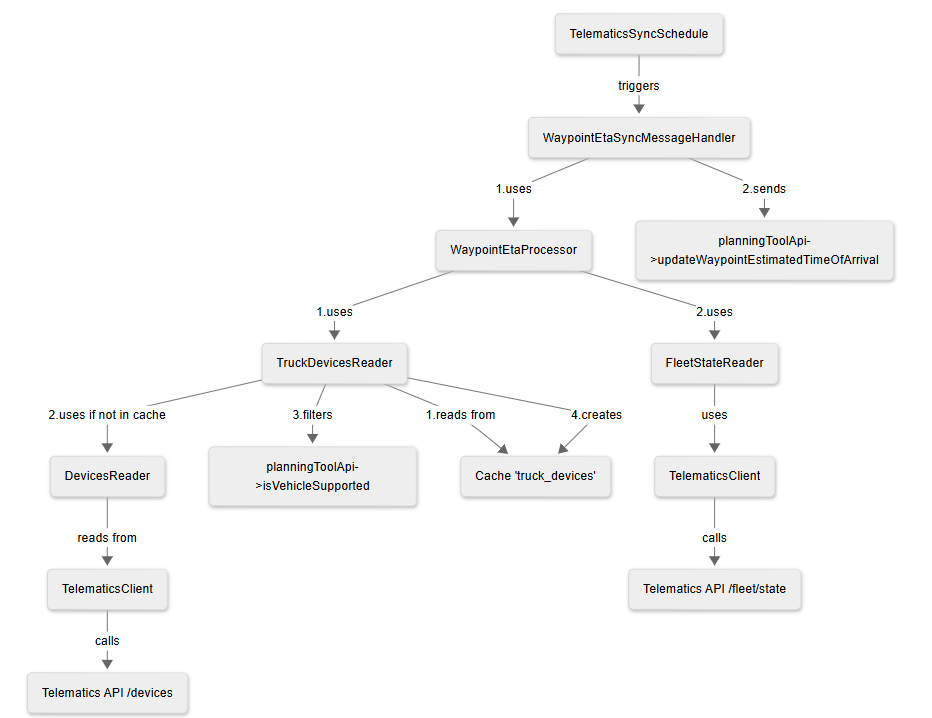 TelematicsSyncSchedule
triggers
WaypointEtaSyncMessageHandler
1.uses
2.sends
WaypointEtaProcessor
planningToolApi-
>updateWaypointEstimatedTimeOfArrival
1.uses
2.uses
TruckDevicesReader
FleetStateReader
2.uses if not in cache
3.filters
1.reads from
4.creates
uses
DevicesReader
planningToolApi-
>isVehicleSupported
Cache 'truck_devices'
TelematicsClient
reads from
calls
TelematicsClient
Telematics API /fleet/state
calls
Telematics API /devices